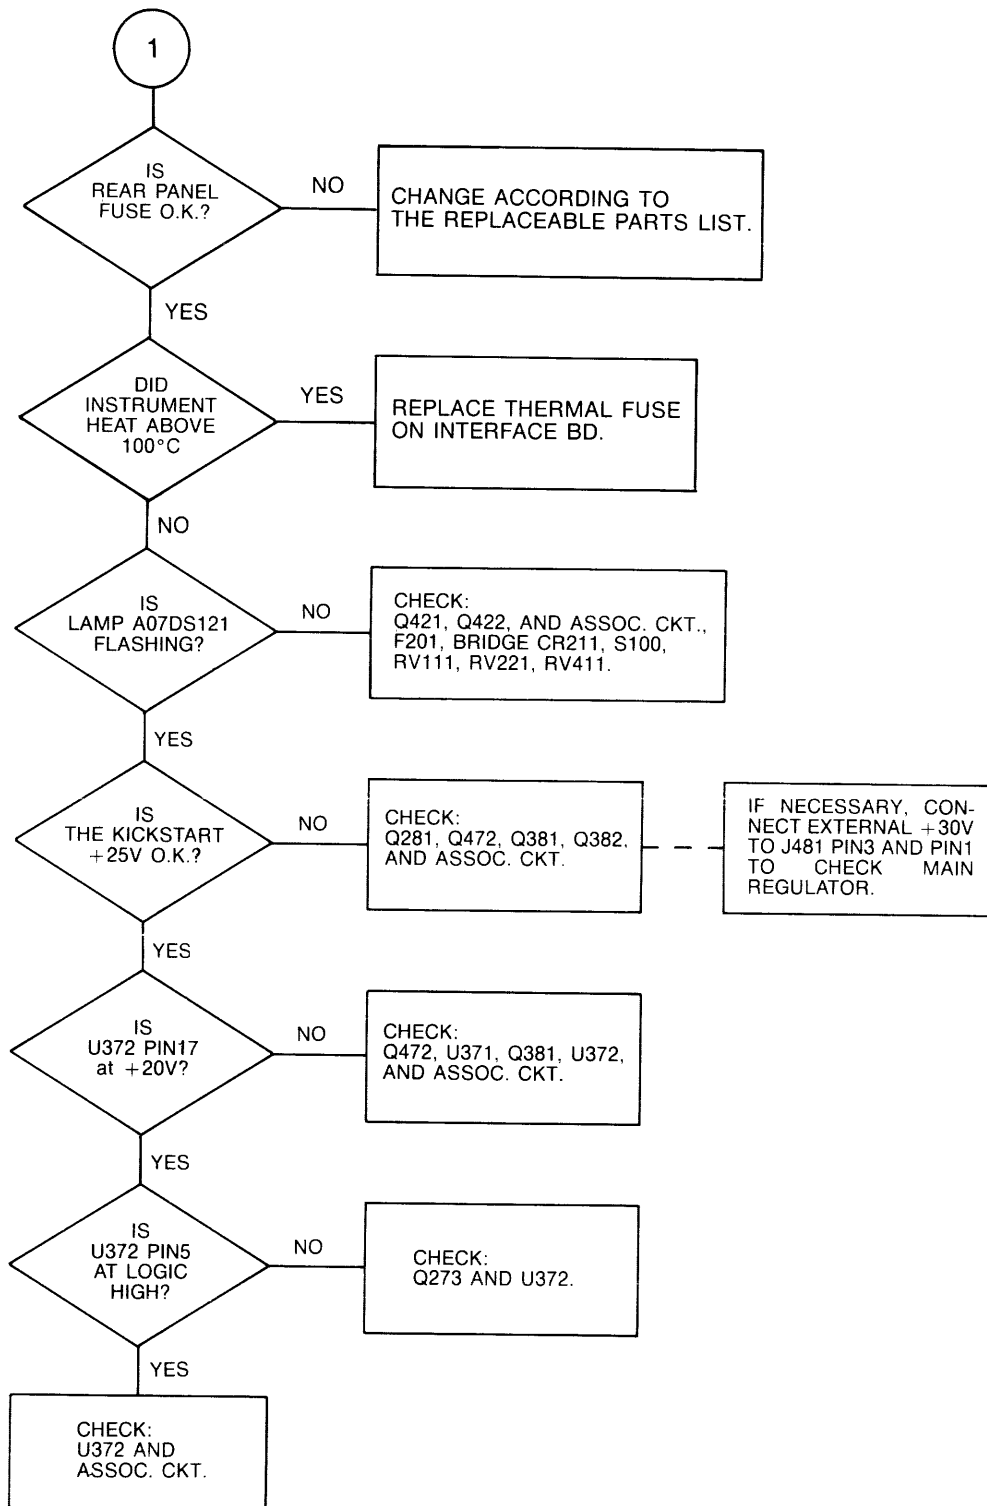 1
IS
REAR PANEL
FUSE O.K.?
NO
CHANGE ACCORDING TO
THE REPLACEABLE PARTS LIST.
YES
DID
INSTRUMENT
HEAT ABOVE
100°C
YES
REPLACE THERMAL FUSE
ON INTERFACE BD.
NO
IS
LAMP A07DS121
FLASHING?
NO
CHECK:
Q421, Q422, AND ASSOC. CKT.,
F201, BRIDGE CR211, S100,
RV111, RV221, RV411.
YES
IS
THE KICKSTART
+25V O.K.?
NO
CHECK:
Q281, Q472, Q381, Q382,
AND ASSOC. CKT.
IF NECESSARY, CON-
NECT EXTERNAL +30V
TO J481 PIN3 AND PIN1
TO CHECK MAIN
REGULATOR.
YES
IS
U372 PIN17
at +20V?
NO
CHECK:
Q472, U371, Q381, U372,
AND ASSOC. CKT.
YES
IS
U372 PIN5
AT LOGIC
HIGH?
NO
CHECK:
Q273 AND U372.
YES
CHECK:
U372 AND
ASSOC. CKT.